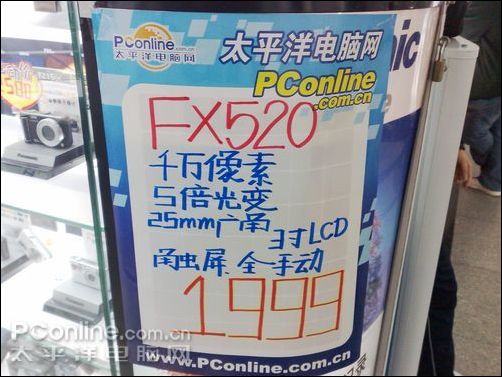 PConline
太平洋电脑网
太平洋电脑网
PConline
.com.cn
nic
FX520
千万像素
5倍光变
25mm广角
3寸LCD
触屏 全手动
1999
www.PConline.com.cn
580
PConline.com.cn
太平洋电脑网